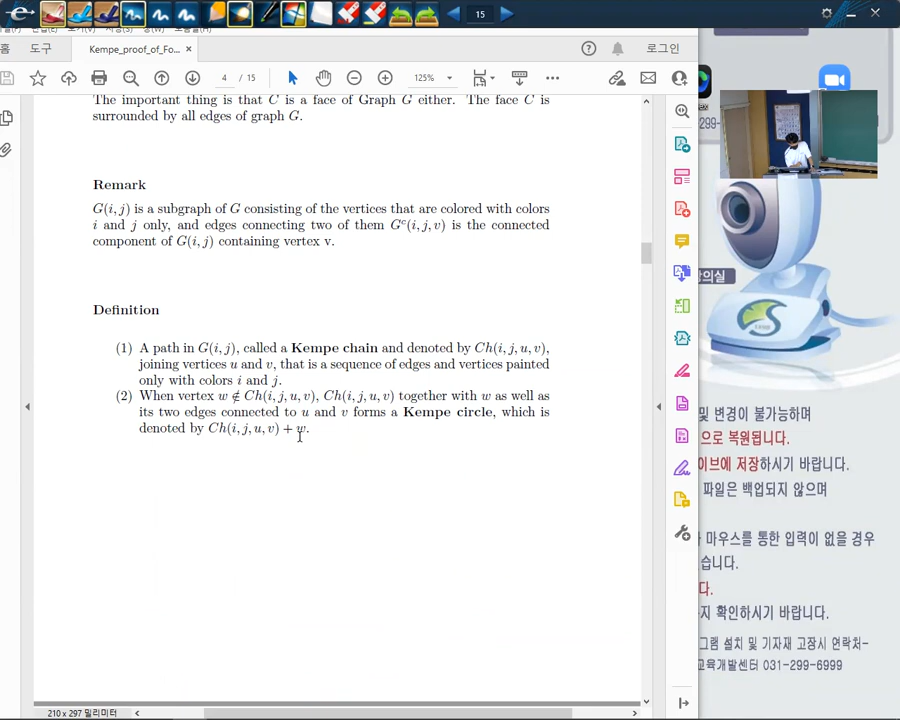 15
홈 도구 Kempe_proof_of_Fo... × 로그인
4 / 15 125%
The important thing is that C is a face of Graph G either. The face C is
surrounded by all edges of graph G.
Remark
G(i, j) is a subgraph of G consisting of the vertices that are colored with colors
i and j only, and edges connecting two of them Gᶜ(i, j, v) is the connected
component of G(i, j) containing vertex v.
Definition
(1) A path in G(i, j), called a Kempe chain and denoted by Ch(i, j, u, v),
joining vertices u and v, that is a sequence of edges and vertices painted
only with colors i and j.
(2) When vertex w ∉ Ch(i, j, u, v), Ch(i, j, u, v) together with w as well as
its two edges connected to u and v forms a Kempe circle, which is
denoted by Ch(i, j, u, v) + w.
210 x 297 밀리미터
299-
강의실
및 변경이 불가능하며
으로 복원됩니다.
이브에 저장하시기 바랍니다.
파일은 백업되지 않으며
마우스를 통한 입력이 없을 경우
습니다.
다.
지 확인하시기 바랍니다.
그램 설치 및 기자재 고장시 연락처-
교육개발센터 031-299-6999